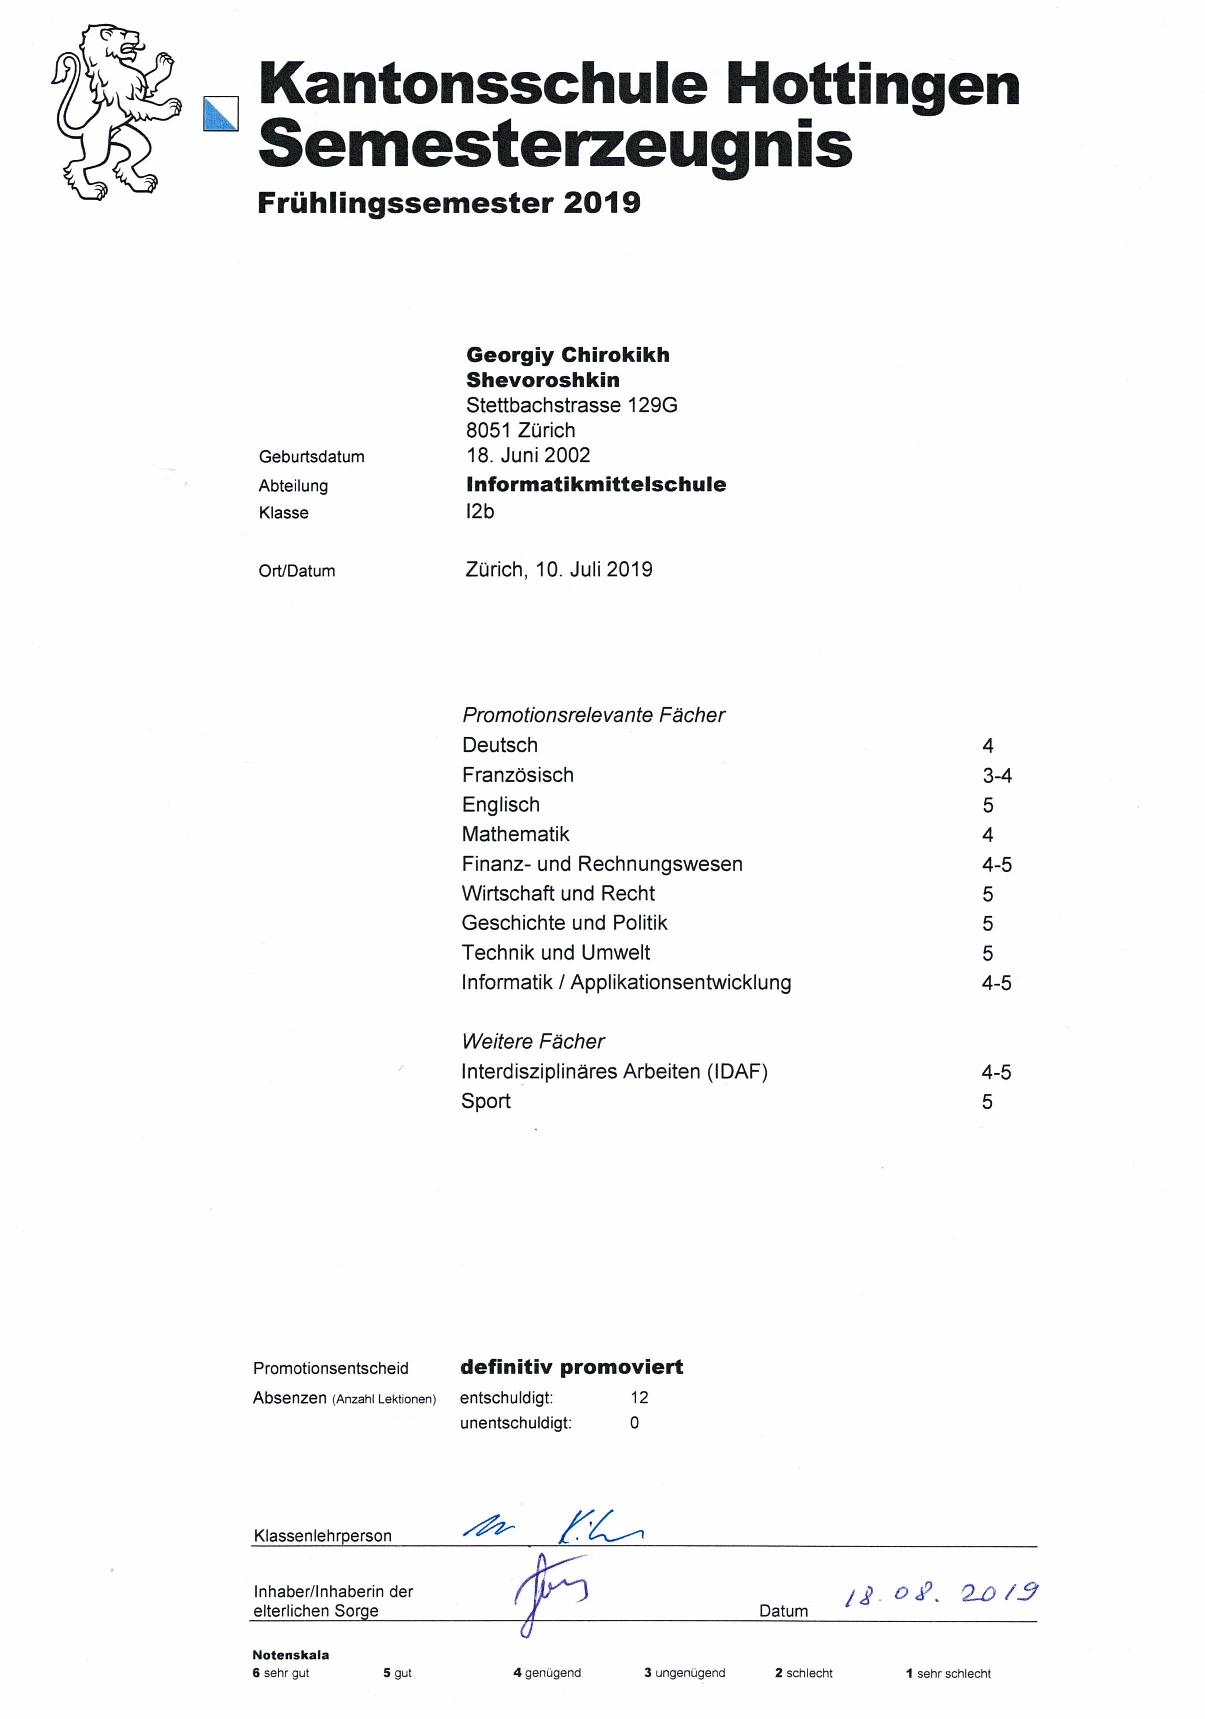 Kantonsschule Hottingen
Semesterzeugnis
Frühlingssemester 2019
Georgiy Chirokikh
Shevoroshkin
Stettbachstrasse 129G
8051 Zürich
Geburtsdatum 18. Juni 2002
Abteilung Informatikmittelschule
Klasse I2b
Ort/Datum Zürich, 10. Juli 2019
Promotionsrelevante Fächer
Deutsch 4
Französisch 3-4
Englisch 5
Mathematik 4
Finanz- und Rechnungswesen 4-5
Wirtschaft und Recht 5
Geschichte und Politik 5
Technik und Umwelt 5
Informatik / Applikationsentwicklung 4-5
Weitere Fächer
Interdisziplinäres Arbeiten (IDAF) 4-5
Sport 5
Promotionsentscheid definitiv promoviert
Absenzen (Anzahl Lektionen) entschuldigt: 12
unentschuldigt: 0
Klassenlehrperson
Inhaber/Inhaberin der
elterlichen Sorge Datum 18.08.2019
Notenskala
6 sehr gut 5 gut 4 genügend 3 ungenügend 2 schlecht 1 sehr schlecht